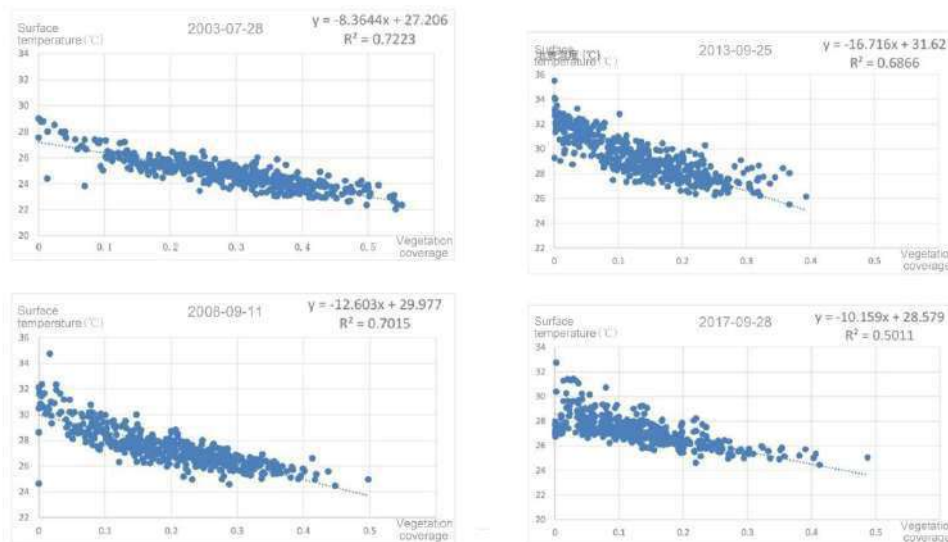 Surface
temperature(℃)
2003-07-28
y = -8.3644x + 27.206
R² = 0.7223
34
32
30
28
26
24
22
20
0 0.1 0.2 0.3 0.4 0.5
Vegetation
coverage
Surface
temperature(℃)
2013-09-25
y = -16.716x + 31.62
R² = 0.6866
36
34
32
30
28
26
24
22
0 0.1 0.2 0.3 0.4 0.5
Vegetatio
coverage
Surface
temperature(℃)
2008-09-11
y = -12.603x + 29.977
R² = 0.7015
36
34
32
30
28
26
24
22
0 0.1 0.2 0.3 0.4 0.5
Vegetation
coverage
Surface
temperature(℃)
2017-09-28
y = -10.159x + 28.579
R² = 0.5011
34
32
30
28
26
24
22
20
0 0.1 0.2 0.3 0.4 0.5
Vegetatio
coverage